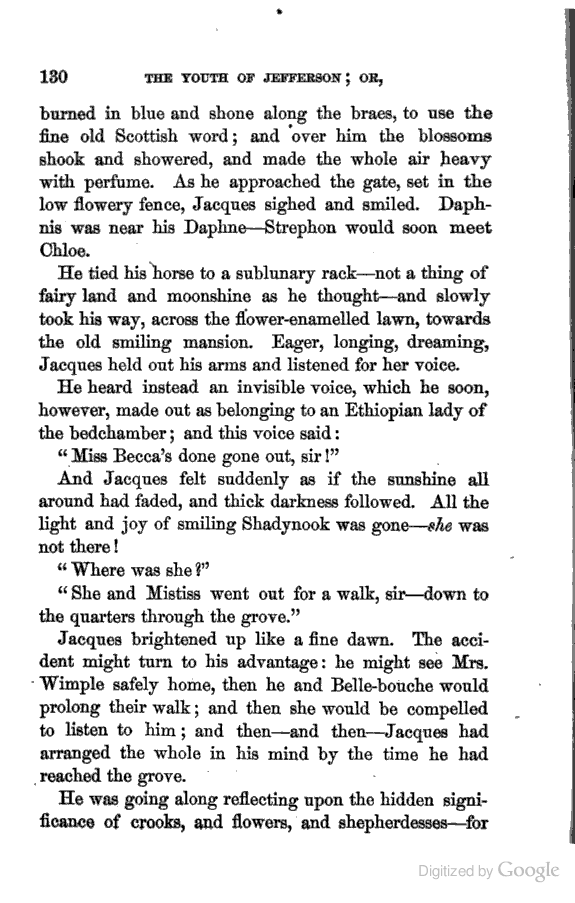 130 THE YOUTH OF JEFFERSON; OR,
burned in blue and shone along the braes, to use the
fine old Scottish word; and over him the blossoms
shook and showered, and made the whole air heavy
with perfume. As he approached the gate, set in the
low flowery fence, Jacques sighed and smiled. Daph-
nis was near his Daphne—Strephon would soon meet
Chloe.
He tied his horse to a sublunary rack—not a thing of
fairy land and moonshine as he thought—and slowly
took his way, across the flower-enamelled lawn, towards
the old smiling mansion. Eager, longing, dreaming,
Jacques held out his arms and listened for her voice.
He heard instead an invisible voice, which he soon,
however, made out as belonging to an Ethiopian lady of
the bedchamber; and this voice said:
“Miss Becca's done gone out, sir!”
And Jacques felt suddenly as if the sunshine all
around had faded, and thick darkness followed. All the
light and joy of smiling Shadynook was gone—she was
not there!
“Where was she?”
“She and Mistiss went out for a walk, sir—down to
the quarters through the grove.”
Jacques brightened up like a fine dawn. The acci-
dent might turn to his advantage: he might see Mrs.
Wimple safely home, then he and Belle-bouche would
prolong their walk; and then she would be compelled
to listen to him; and then—and then—Jacques had
arranged the whole in his mind by the time he had
reached the grove.
He was going along reflecting upon the hidden signi-
ficance of crooks, and flowers, and shepherdesses—for
Digitized by Google